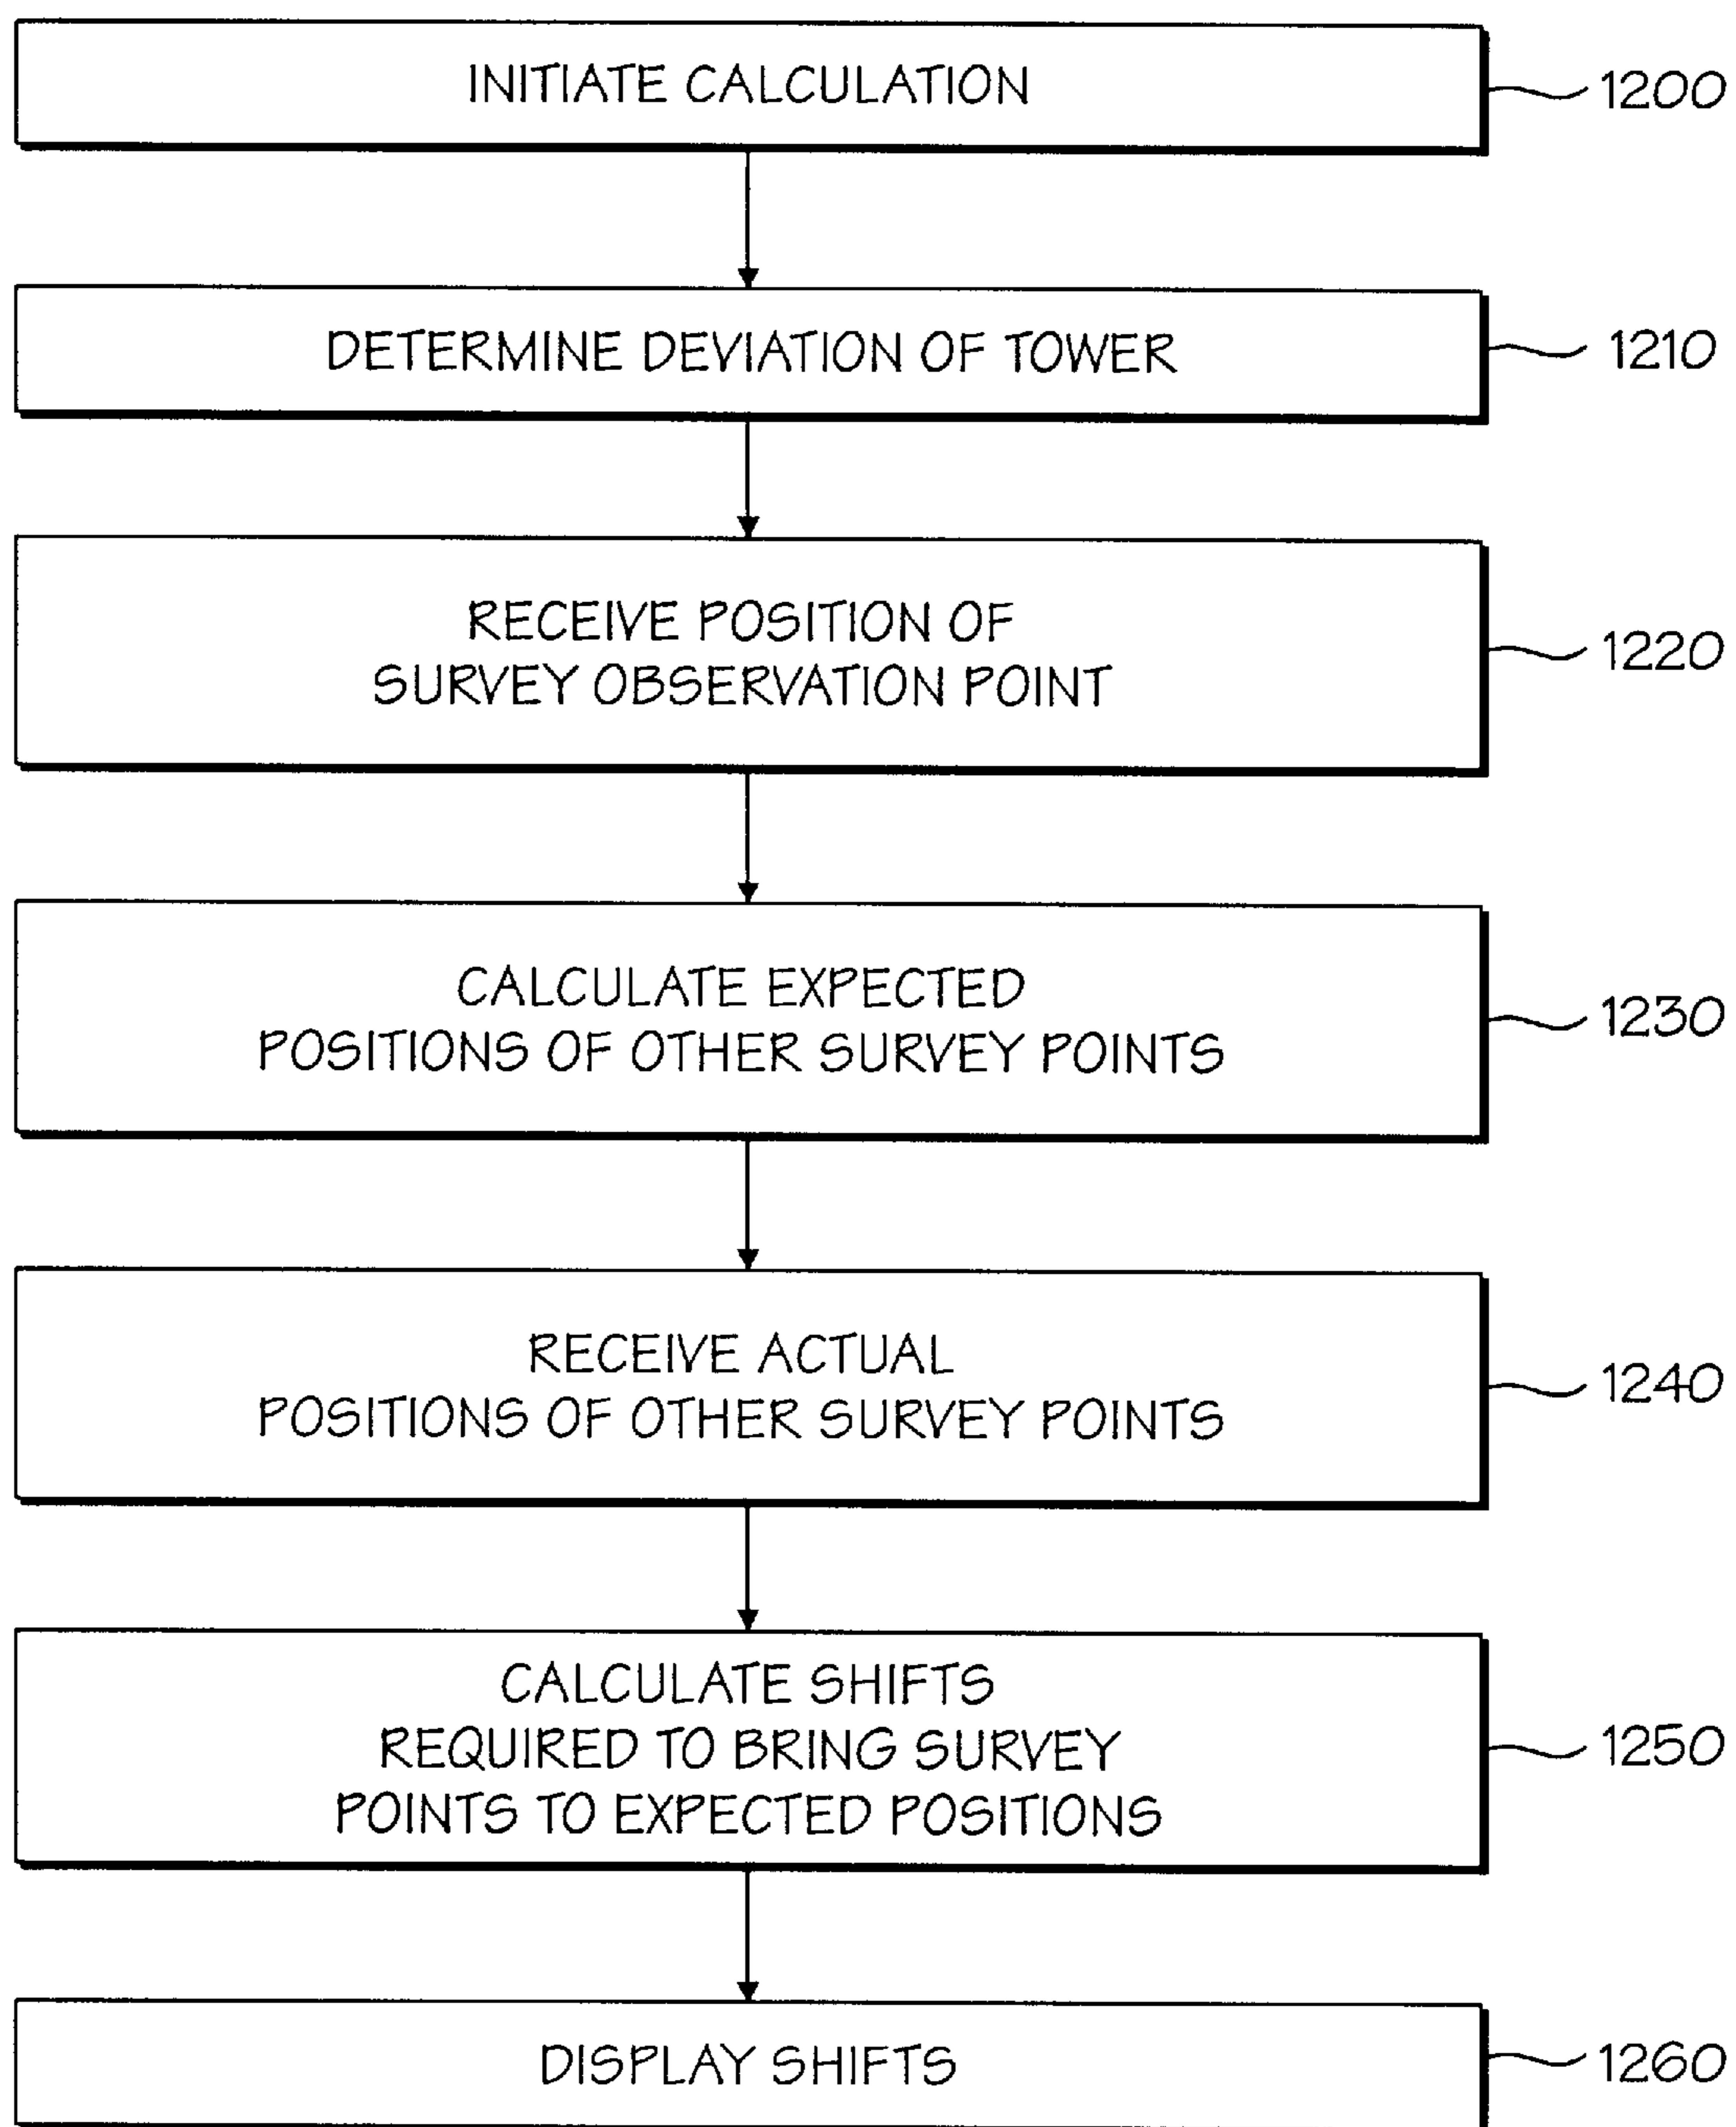 INITIATE CALCULATION
1200
DETERMINE DEVIATION OF TOWER
1210
RECEIVE POSITION OF
SURVEY OBSERVATION POINT
1220
CALCULATE EXPECTED
POSITIONS OF OTHER SURVEY POINTS
1230
RECEIVE ACTUAL
POSITIONS OF OTHER SURVEY POINTS
1240
CALCULATE SHIFTS
REQUIRED TO BRING SURVEY
POINTS TO EXPECTED POSITIONS
1250
DISPLAY SHIFTS
1260